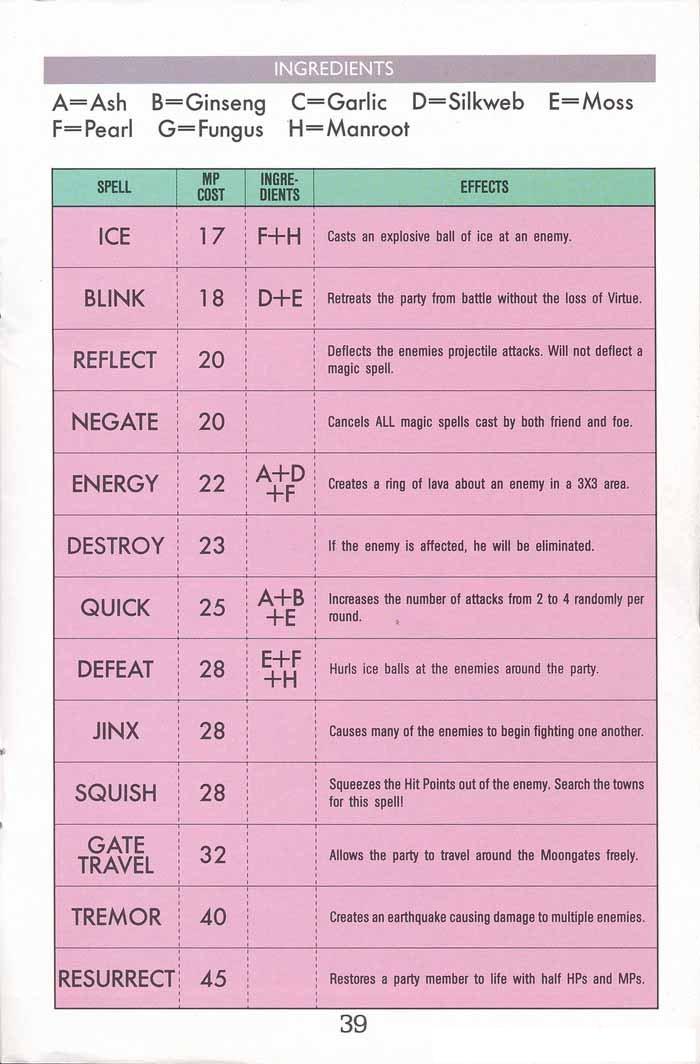 INGREDIENTS
A=Ash B=Ginseng C=Garlic D=Silkweb E=Moss
F=Pearl G=Fungus H=Manroot
SPELL MP COST INGRE-DIENTS EFFECTS
ICE 17 F+H Casts an explosive ball of ice at an enemy.
BLINK 18 D+E Retreats the party from battle without the loss of Virtue.
REFLECT 20 Deflects the enemies projectile attacks. Will not deflect a
magic spell.
NEGATE 20 Cancels ALL magic spells cast by both friend and foe.
ENERGY 22 A+D+F Creates a ring of lava about an enemy in a 3X3 area.
DESTROY 23 If the enemy is affected, he will be eliminated.
QUICK 25 A+B+E Increases the number of attacks from 2 to 4 randomly per
round.
DEFEAT 28 E+F+H Hurls ice balls at the enemies around the party.
JINX 28 Causes many of the enemies to begin fighting one another.
SQUISH 28 Squeezes the Hit Points out of the enemy. Search the towns
for this spell!
GATE TRAVEL 32 Allows the party to travel around the Moongates freely.
TREMOR 40 Creates an earthquake causing damage to multiple enemies.
RESURRECT 45 Restores a party member to life with half HPs and MPs.
39